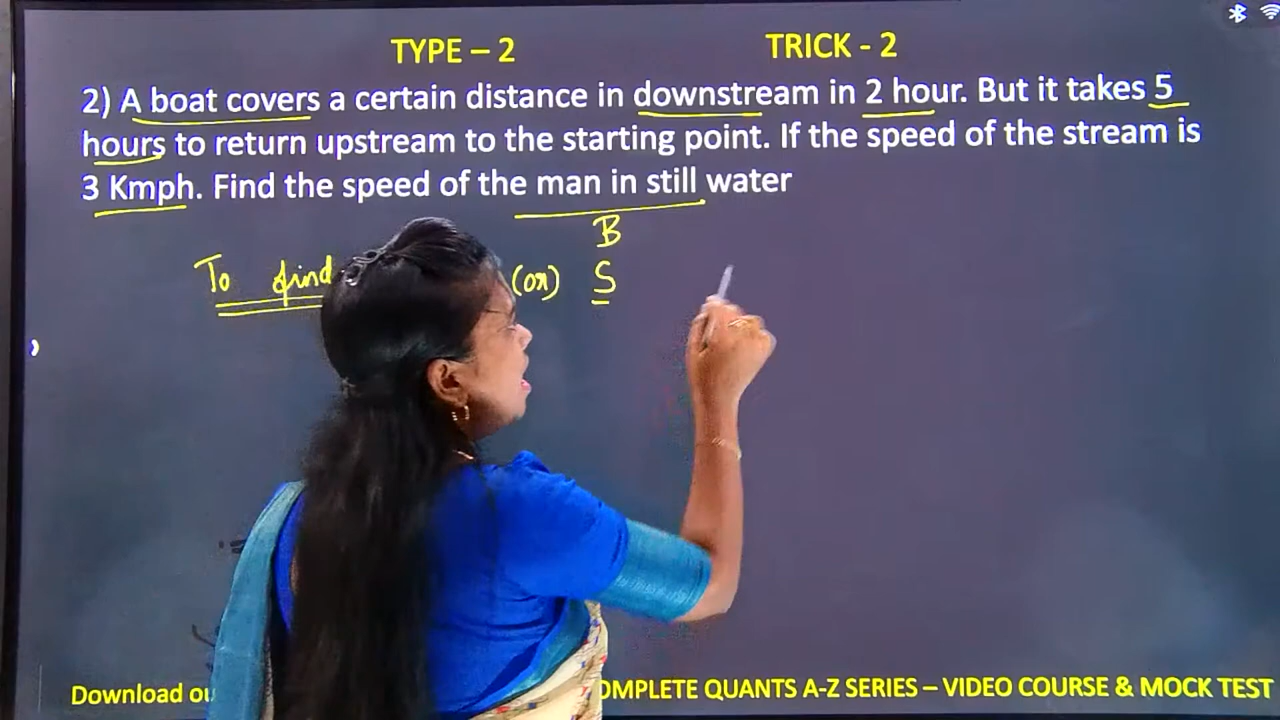 TYPE – 2 TRICK - 2
2) A boat covers a certain distance in downstream in 2 hour. But it takes 5
hours to return upstream to the starting point. If the speed of the stream is
3 Kmph. Find the speed of the man in still water
B
To find (or) S
Download OMPLETE QUANTS A-Z SERIES – VIDEO COURSE & MOCK TEST